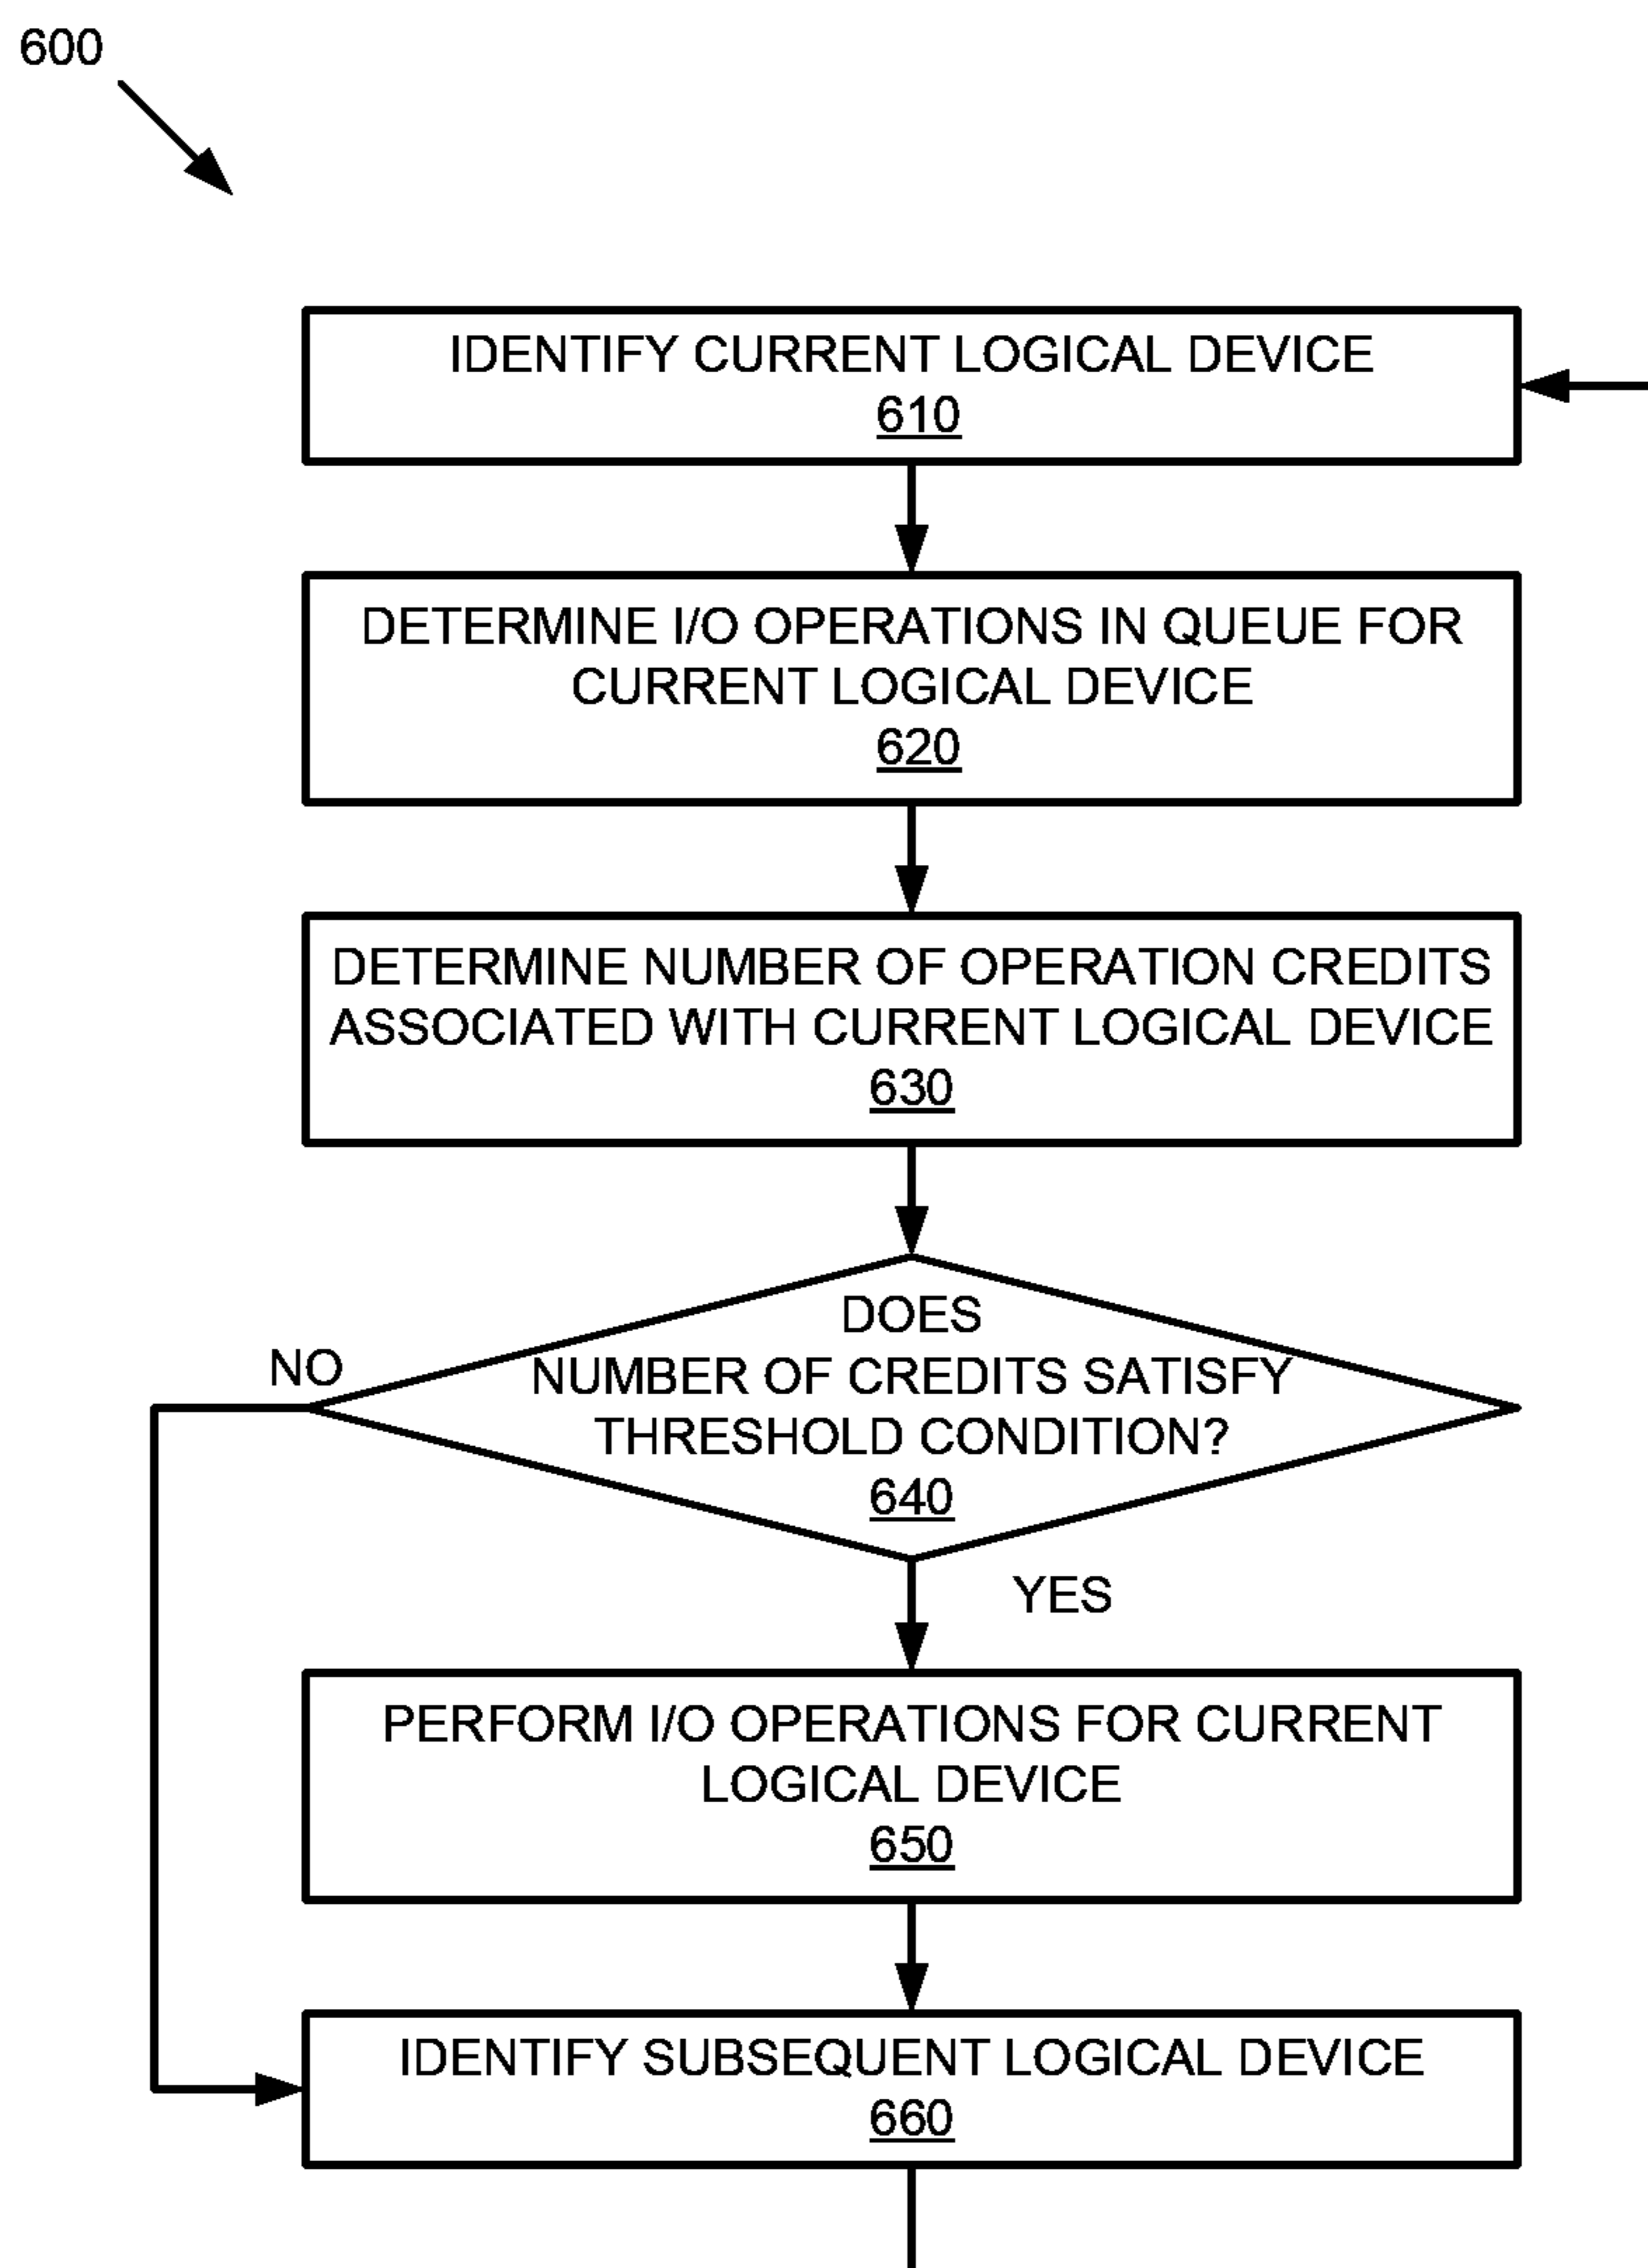 600
IDENTIFY CURRENT LOGICAL DEVICE
610
DETERMINE I/O OPERATIONS IN QUEUE FOR
CURRENT LOGICAL DEVICE
620
DETERMINE NUMBER OF OPERATION CREDITS
ASSOCIATED WITH CURRENT LOGICAL DEVICE
630
DOES
NO
NUMBER OF CREDITS SATISFY
THRESHOLD CONDITION?
640
YES
PERFORM I/O OPERATIONS FOR CURRENT
LOGICAL DEVICE
650
IDENTIFY SUBSEQUENT LOGICAL DEVICE
660